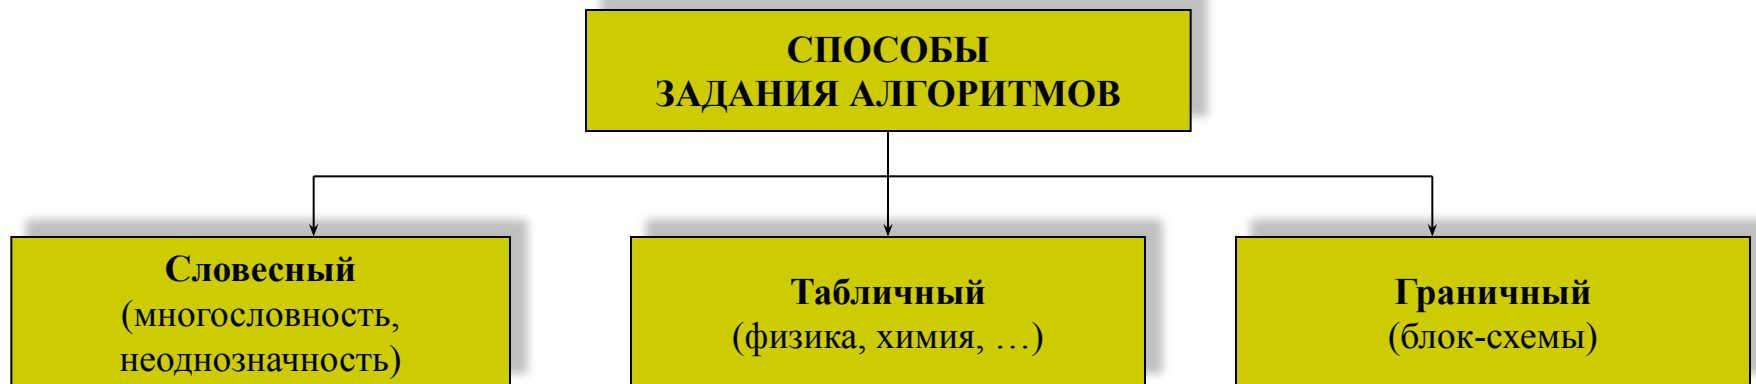 СПОСОБЫ
ЗАДАНИЯ АЛГОРИТМОВ
Словесный
(многословность,
неоднозначность)
Табличный
(физика, химия, …)
Граничный
(блок-схемы)